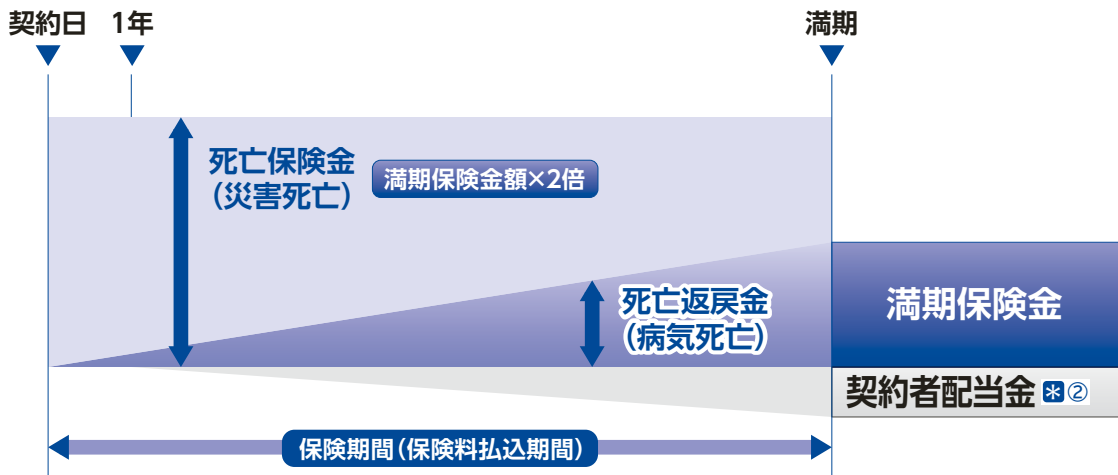 契約日 1年 満期
死亡保険金
(災害死亡)
満期保険金額×2倍
死亡返戻金
(病気死亡)
満期保険金
契約者配当金 *②
保険期間(保険料払込期間)